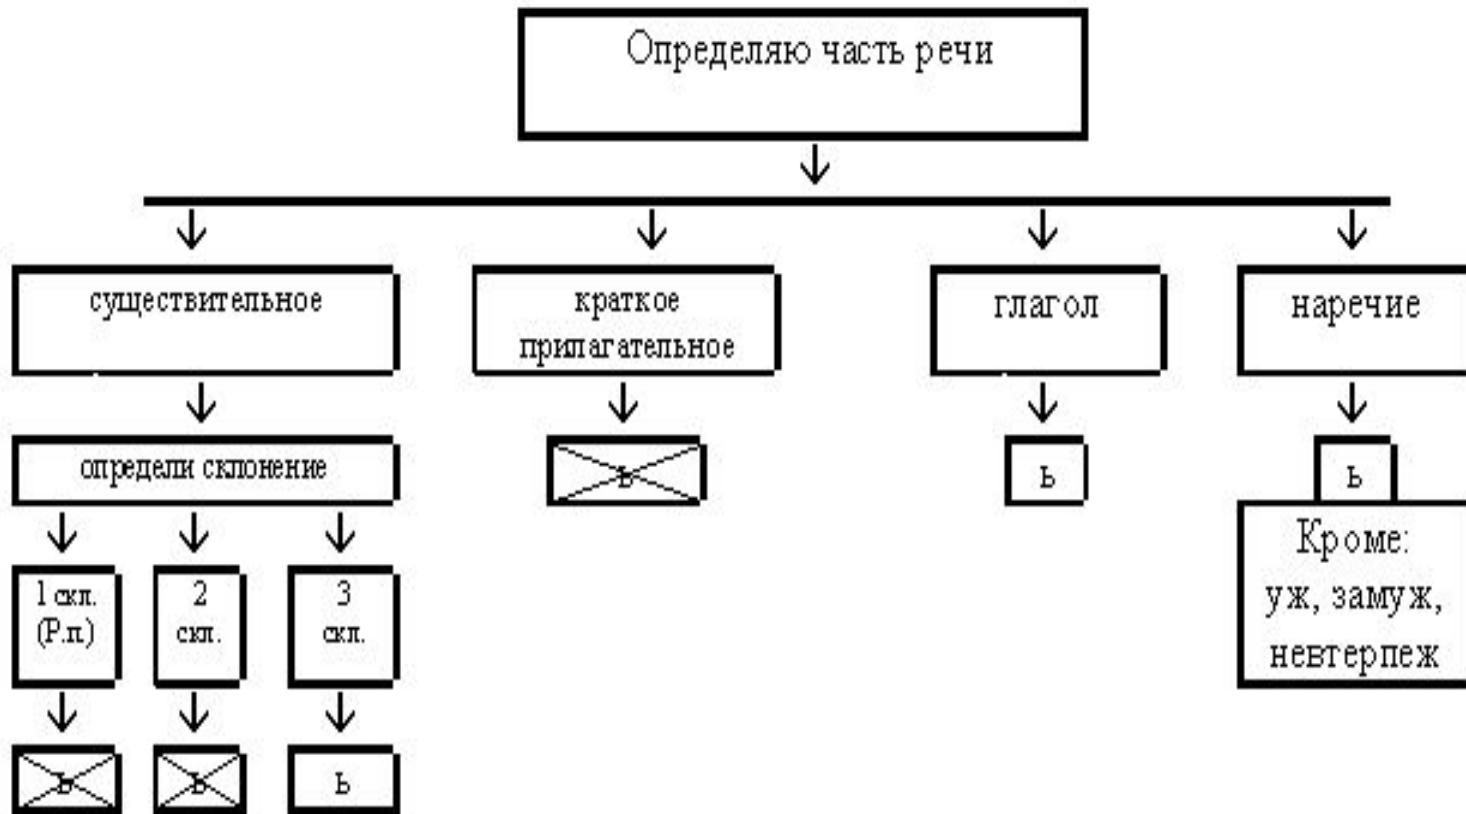 Определяю часть речи
существительное
краткое
прилагательное
глагол
наречие
определи склонение
ь
ь
ь
Кроме:
уж, замуж,
невтерпеж
1 скл.
(Р.п.)
2
скл.
3
скл.
ь
ь
ь